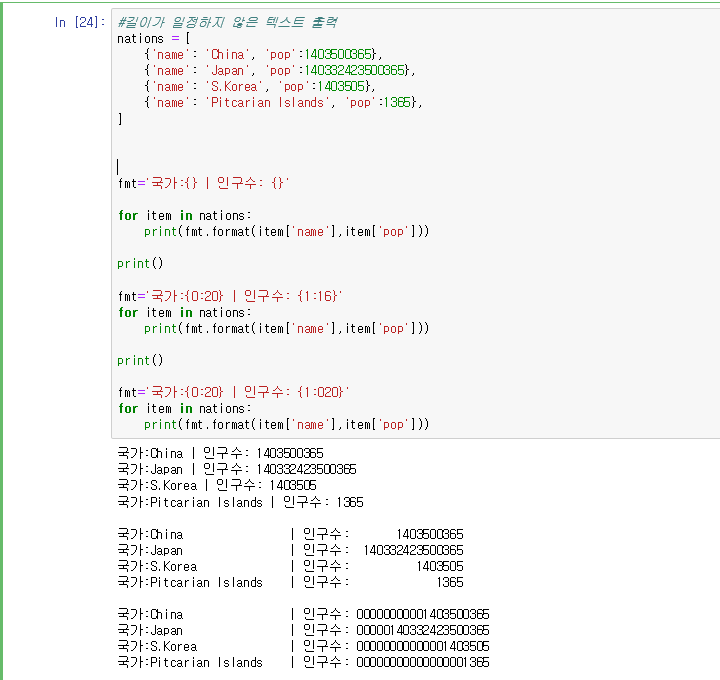 In [24]: #길이가 일정하지 않은 텍스트 출력
nations = [
    {'name': 'China', 'pop':1403500365},
    {'name': 'Japan', 'pop':140332423500365},
    {'name': 'S.Korea', 'pop':1403505},
    {'name': 'Pitcarian Islands', 'pop':1365},
]
fmt='국가:{} | 인구수: {}'
for item in nations:
    print(fmt.format(item['name'],item['pop']))
print()
fmt='국가:{0:20} | 인구수: {1:16}'
for item in nations:
    print(fmt.format(item['name'],item['pop']))
print()
fmt='국가:{0:20} | 인구수: {1:020}'
for item in nations:
    print(fmt.format(item['name'],item['pop']))
국가:China | 인구수: 1403500365
국가:Japan | 인구수: 140332423500365
국가:S.Korea | 인구수: 1403505
국가:Pitcarian Islands | 인구수: 1365
국가:China                | 인구수:       1403500365
국가:Japan                | 인구수:  140332423500365
국가:S.Korea              | 인구수:          1403505
국가:Pitcarian Islands    | 인구수:             1365
국가:China                | 인구수: 00000000001403500365
국가:Japan                | 인구수: 00000140332423500365
국가:S.Korea              | 인구수: 00000000000001403505
국가:Pitcarian Islands    | 인구수: 00000000000000001365